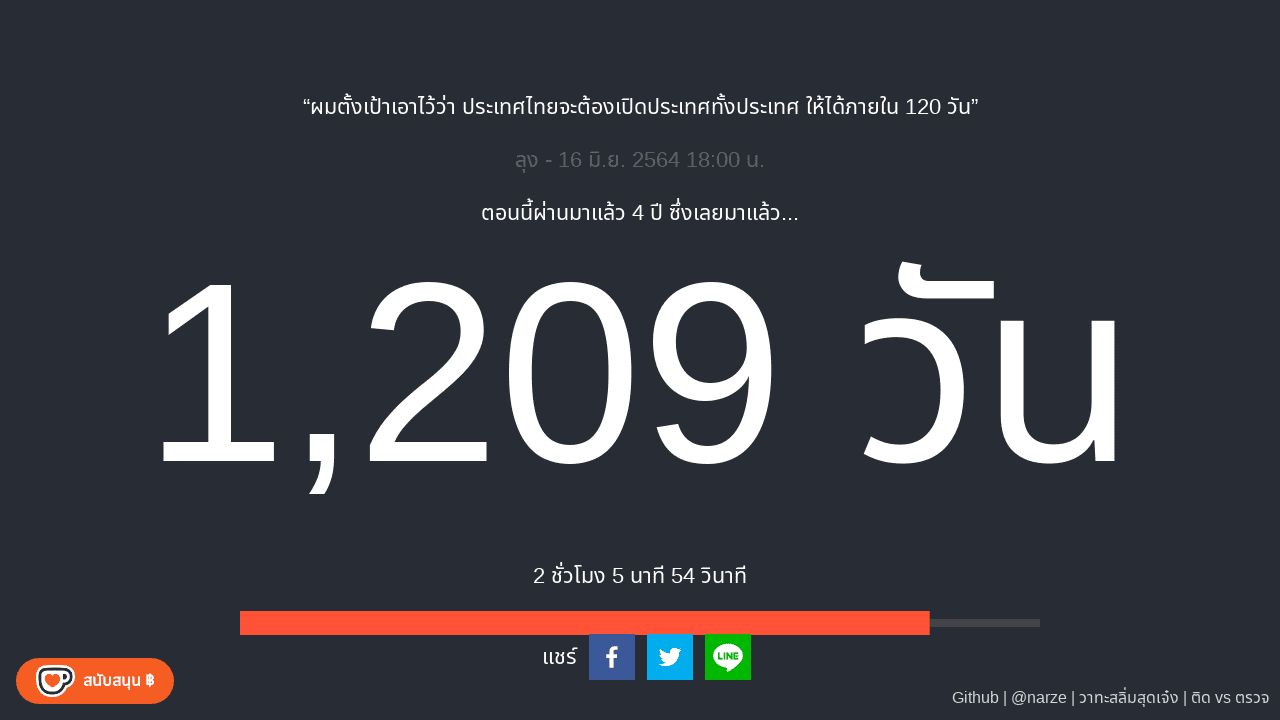 “ผมตั้งเป้าเอาไว้ว่า ประเทศไทยจะต้องเปิดประเทศทั้งประเทศ ให้ได้ภายใน 120 วัน”
ลุง - 16 มิ.ย. 2564 18:00 น.
ตอนนี้ผ่านมาแล้ว 4 ปี ซึ่งเลยมาแล้ว...
1,209 วัน
2 ชั่วโมง 5 นาที 54 วินาที
แชร์
LINE
สนับสนุน ฿
Github | @narze | วาทะสลิ่มสุดเจ๋ง | ติด vs ตรวจ